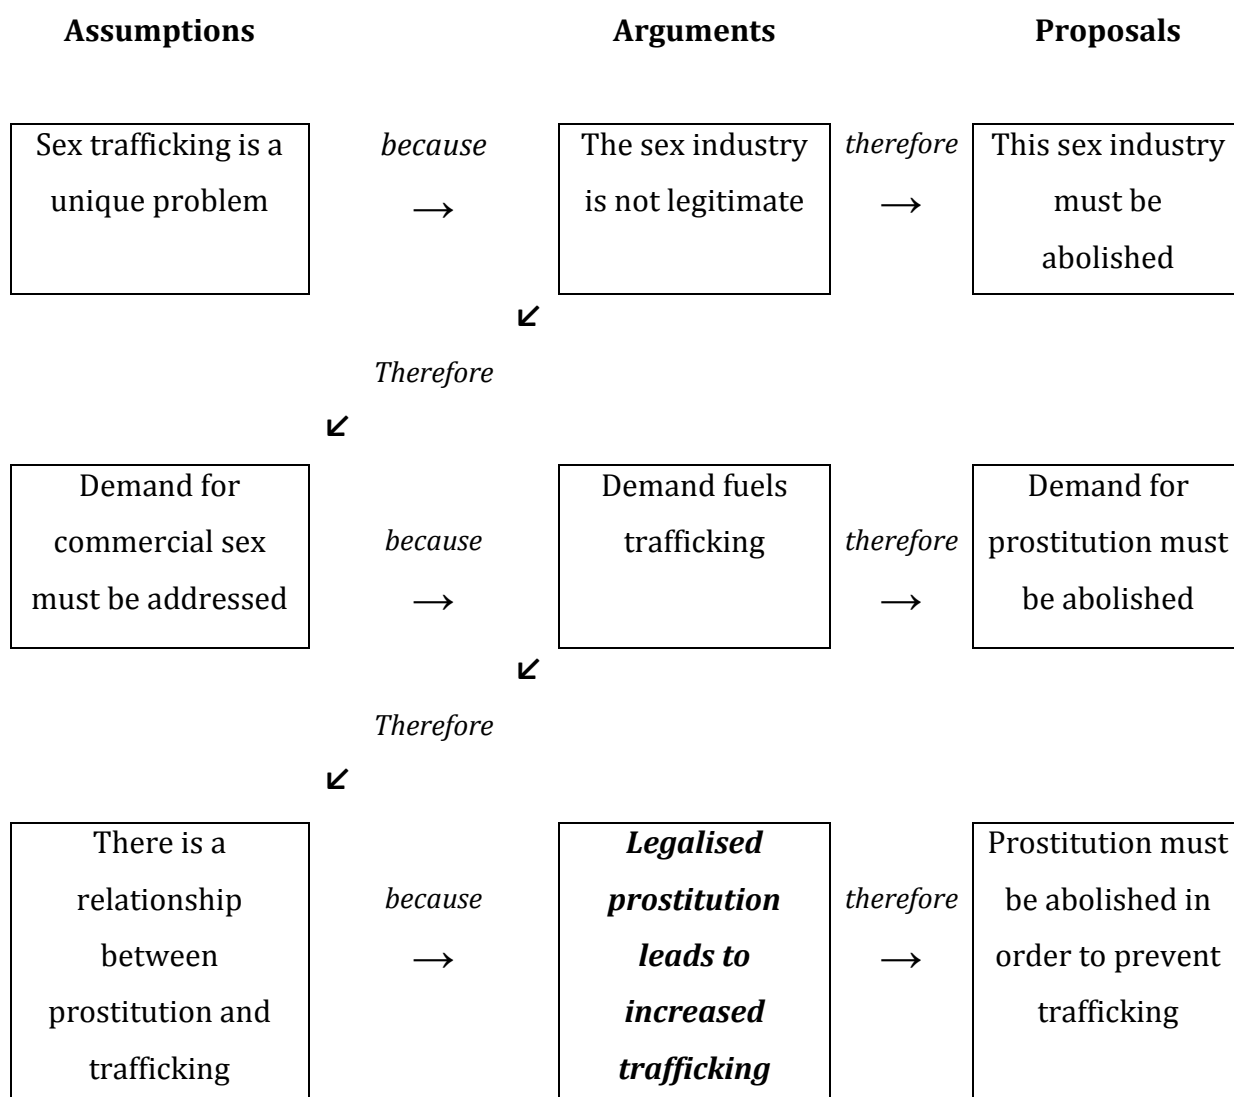 Assumptions Arguments Proposals
Sex trafficking is a
unique problem
because
→
The sex industry
is not legitimate
therefore
→
This sex industry
must be
abolished
↙
Therefore
↙
Demand for
commercial sex
must be addressed
because
→
Demand fuels
trafficking
therefore
→
Demand for
prostitution must
be abolished
↙
Therefore
↙
There is a
relationship
between
prostitution and
trafficking
because
→
Legalised
prostitution
leads to
increased
trafficking
therefore
→
Prostitution must
be abolished in
order to prevent
trafficking